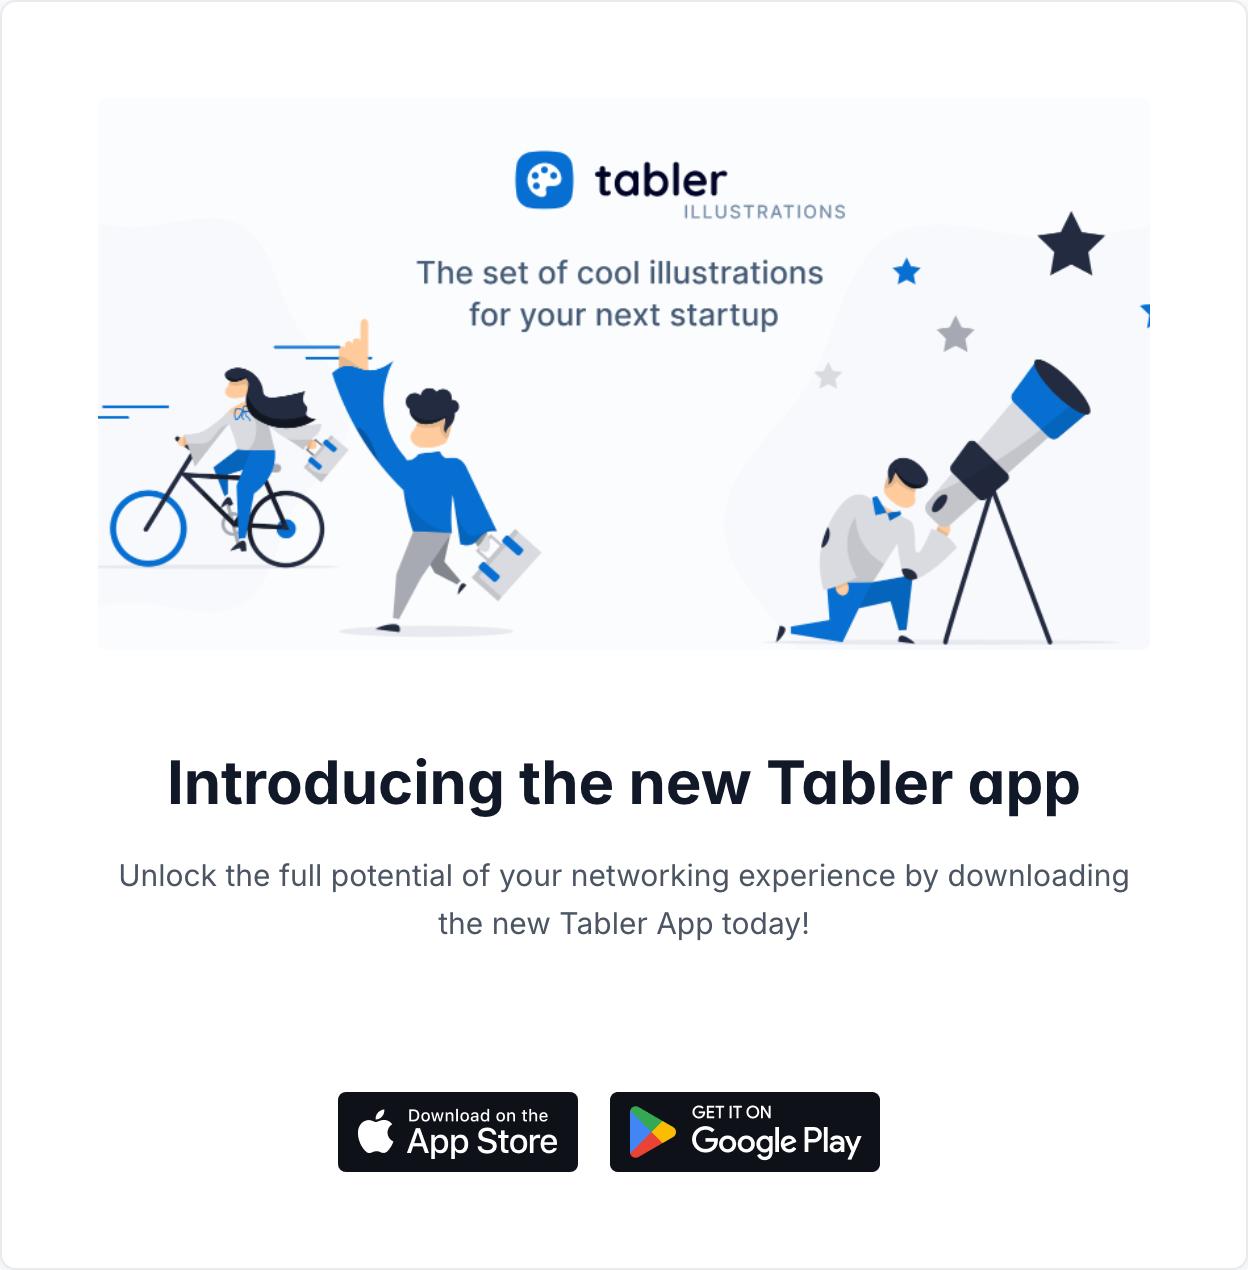 tabler
ILLUSTRATIONS
The set of cool illustrations
for your next startup
Introducing the new Tabler app
Unlock the full potential of your networking experience by downloading
the new Tabler App today!
Download on the
App Store
GET IT ON
Google Play